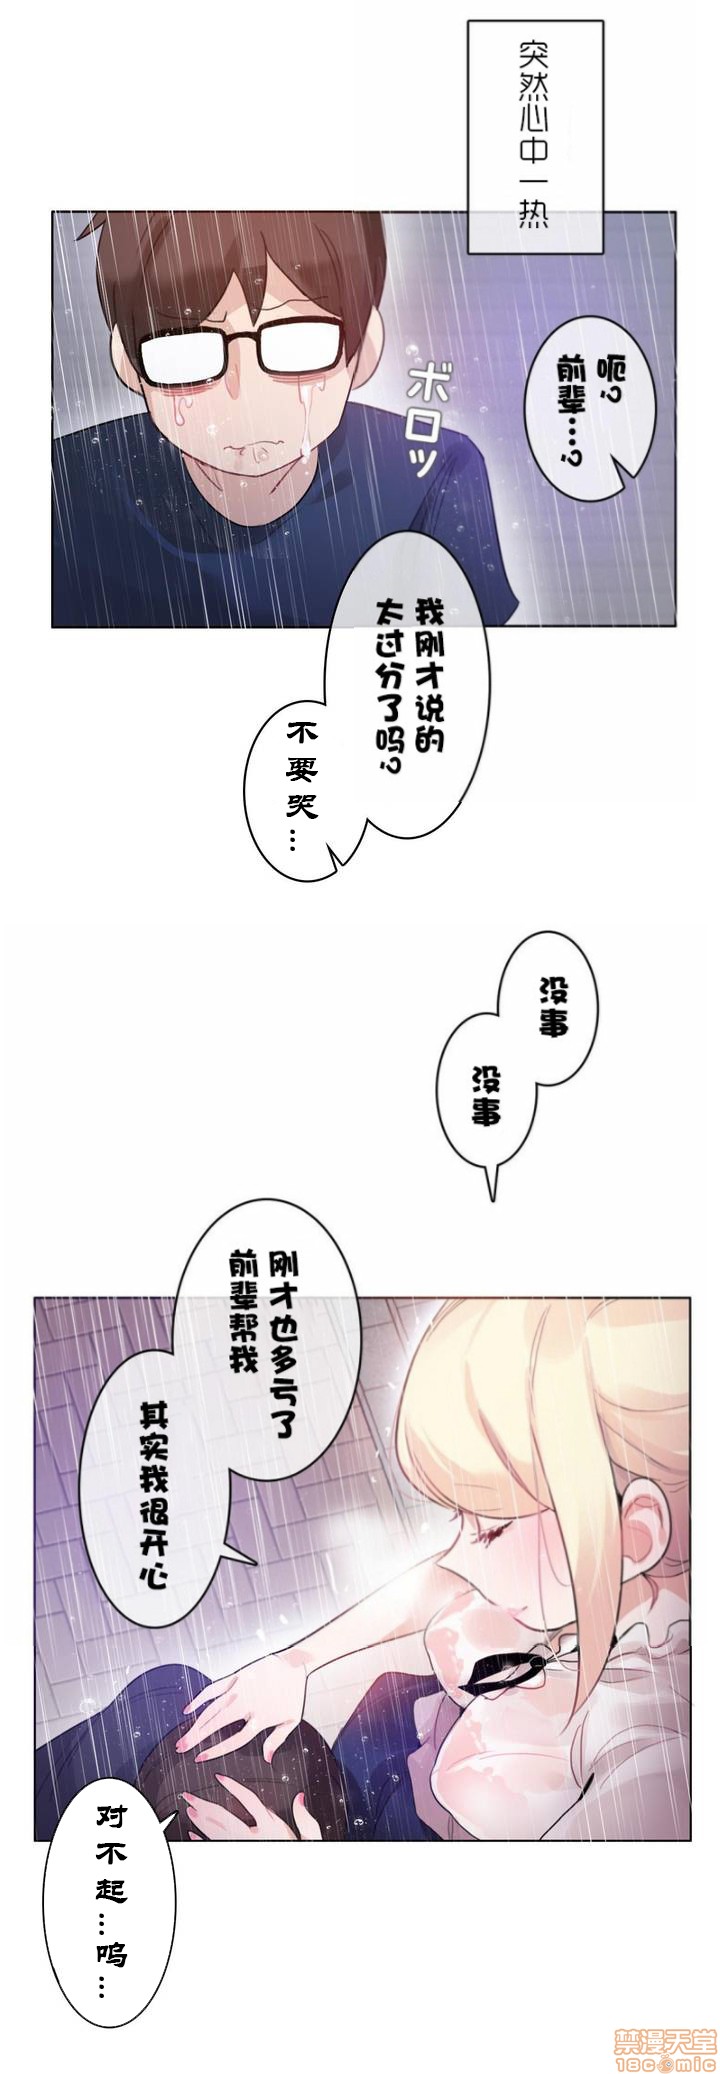 突然心中一热
呃？
前辈…？
ボロッ
我刚才说的
太过分了吗？
不要哭…
没事
没事
刚才也多亏了
前辈帮我
其实我很开心
对不起…呜…
禁漫天堂
18comic